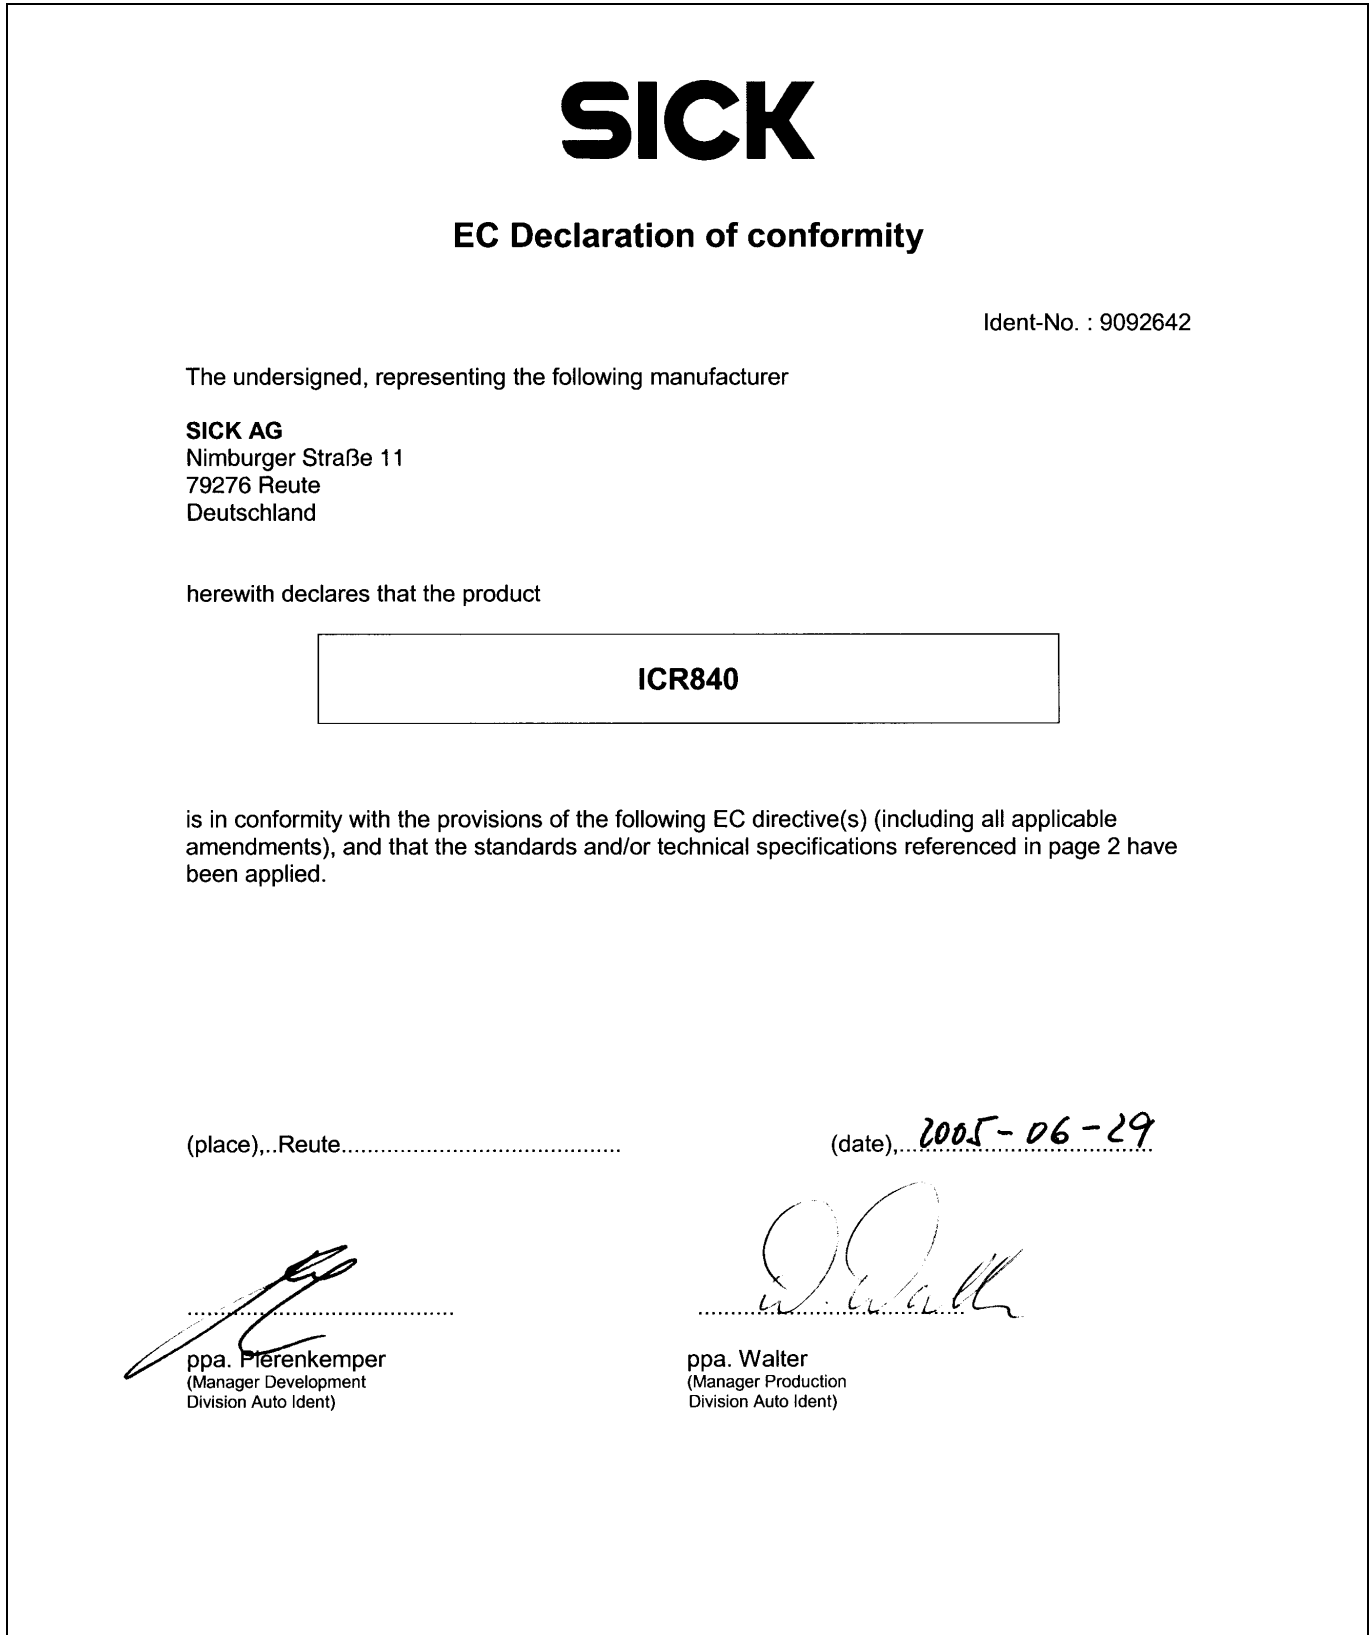 SICK
EC Declaration of conformity
Ident-No. : 9092642
The undersigned, representing the following manufacturer
SICK AG
Nimburger Straße 11
79276 Reute
Deutschland
herewith declares that the product
ICR840
is in conformity with the provisions of the following EC directive(s) (including all applicable
amendments), and that the standards and/or technical specifications referenced in page 2 have
been applied.
(place),..Reute...........................................
(date),...2005-06-29
W. Walter
ppa. Pierenkemper
(Manager Development
Division Auto Ident)
ppa. Walter
(Manager Production
Division Auto Ident)